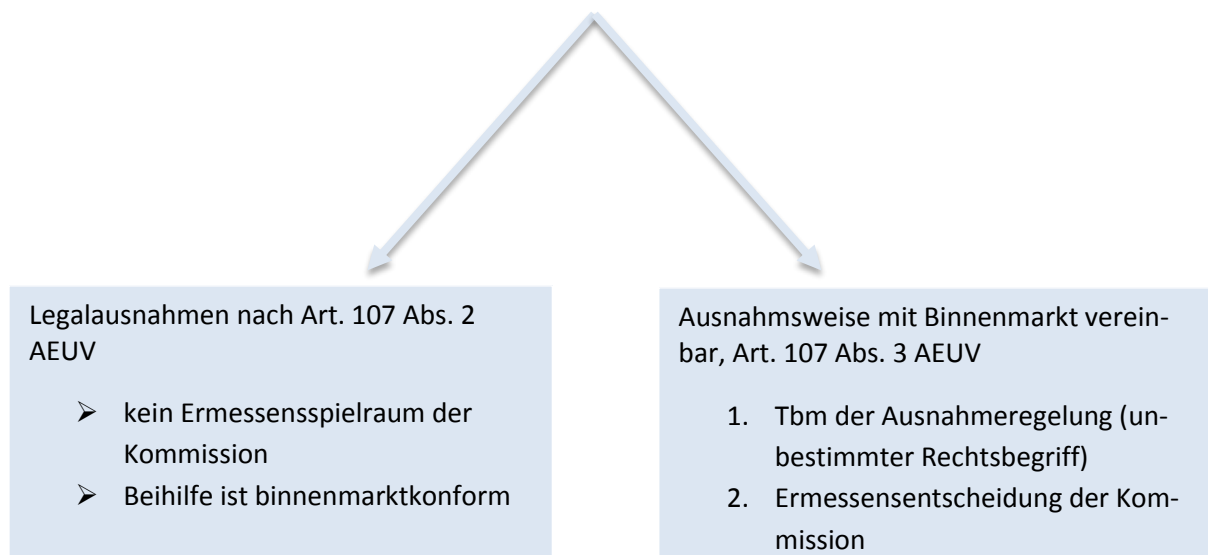 Legalausnahmen nach Art. 107 Abs. 2
AEUV
➢ kein Ermessensspielraum der
Kommission
➢ Beihilfe ist binnenmarktkonform
Ausnahmsweise mit Binnenmarkt verein-
bar, Art. 107 Abs. 3 AEUV
1. Tbm der Ausnahmeregelung (un-
bestimmter Rechtsbegriff)
2. Ermessensentscheidung der Kom-
mission